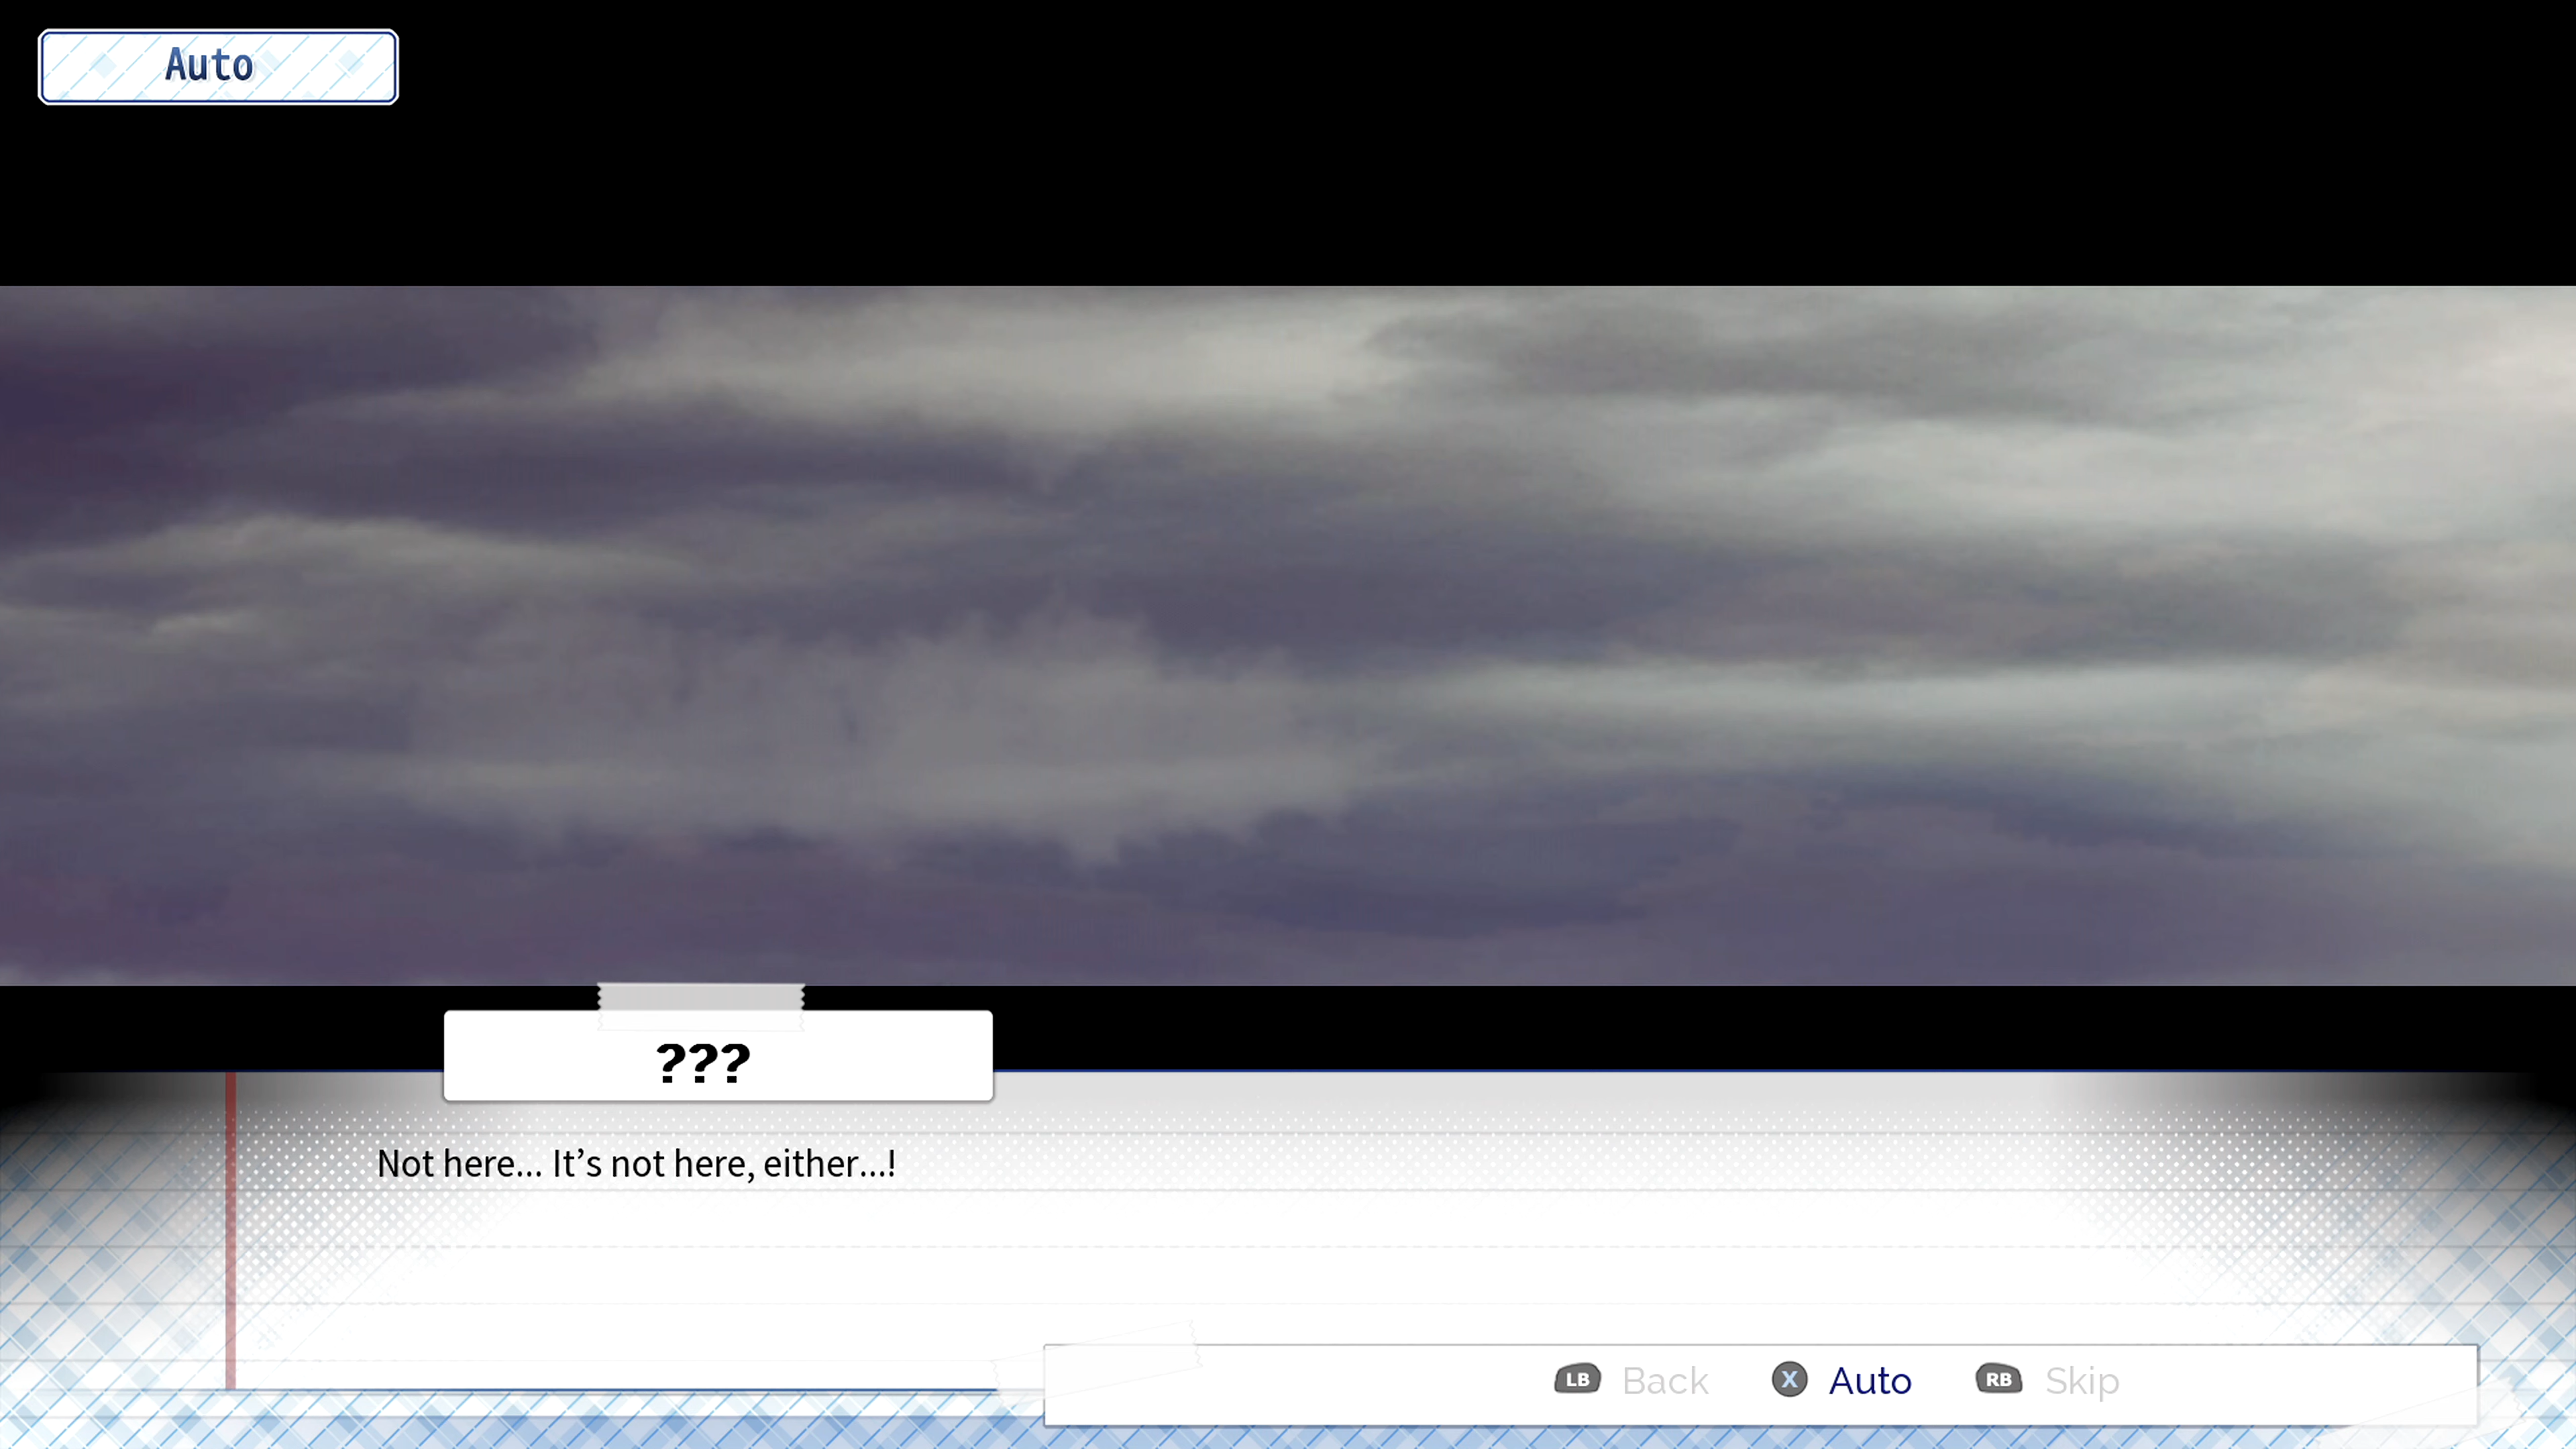 Auto
???
Not here... It’s not here, either...!
LB Back X Auto RB Skip